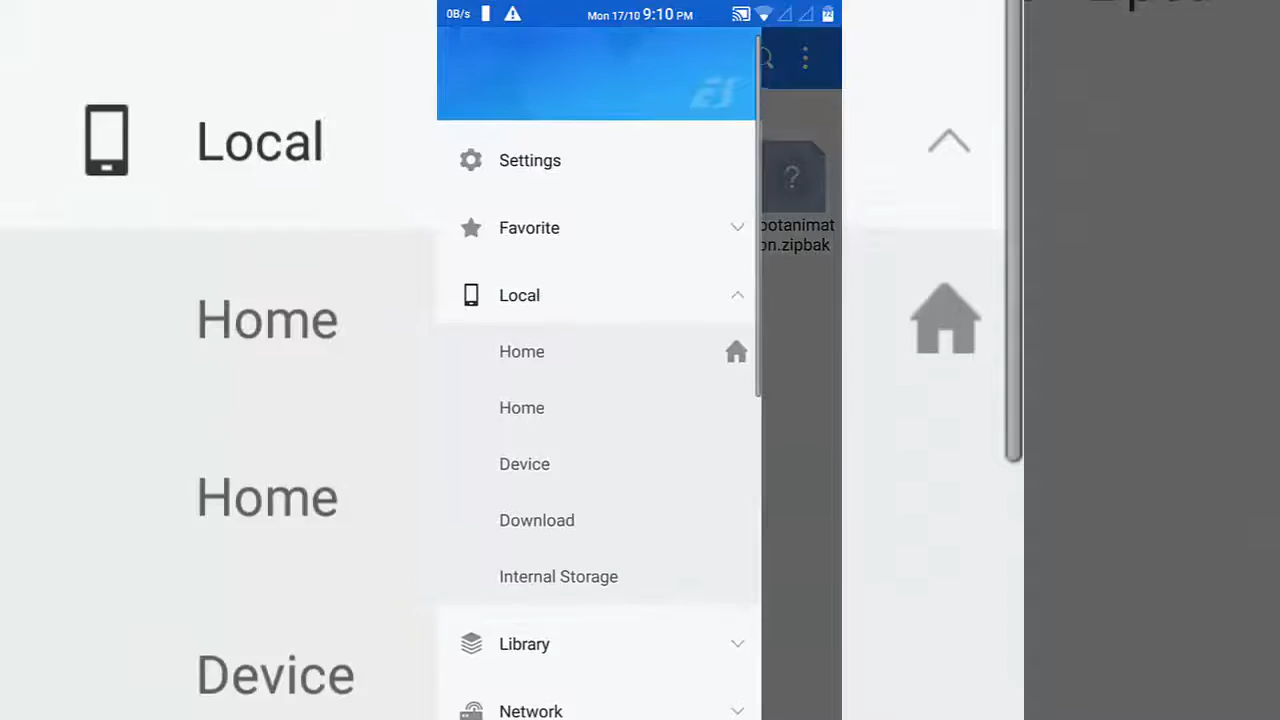 0B/s
Mon 17/10 9:10 PM
22
Settings
Favorite
Local
Home
Home
Device
Download
Internal Storage
Library
Network
?
ootanimat
on.zipbak
Local
Home
Home
Device